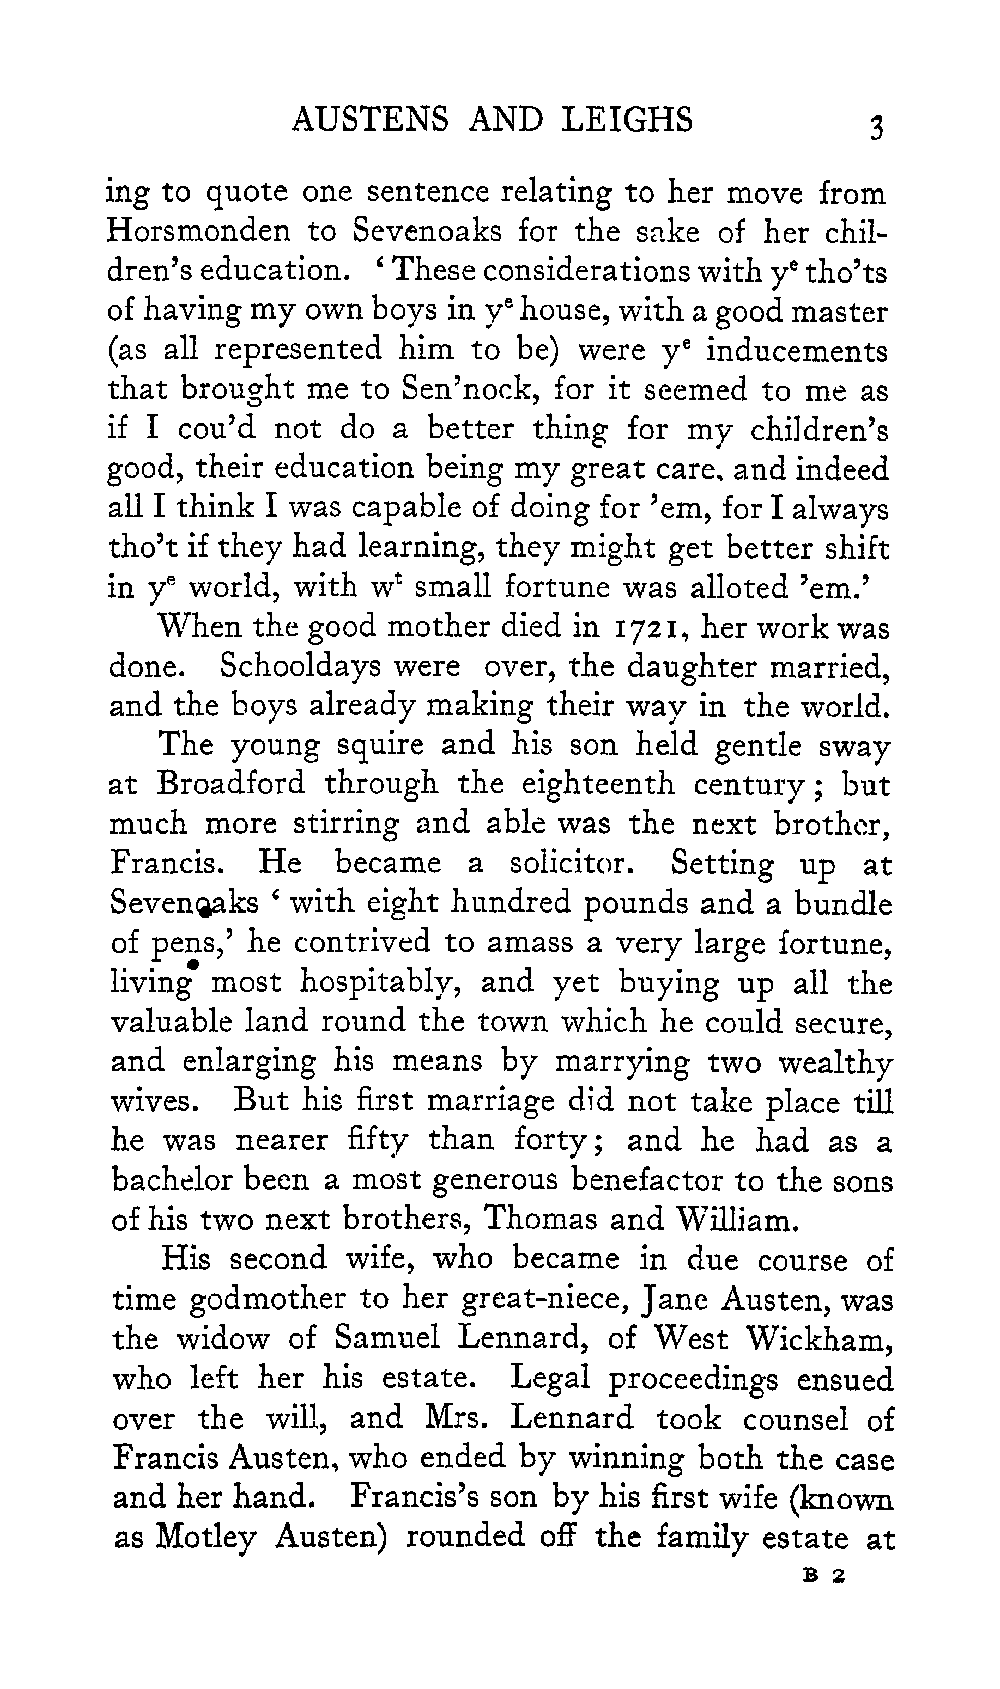 AUSTENS AND LEIGHS 3
ing to quote one sentence relating to her move from
Horsmonden to Sevenoaks for the sake of her chil-
dren's education. ‘These considerations with yᵉ tho'ts
of having my own boys in yᵉ house, with a good master
(as all represented him to be) were yᵉ inducements
that brought me to Sen'nock, for it seemed to me as
if I cou'd not do a better thing for my children's
good, their education being my great care, and indeed
all I think I was capable of doing for 'em, for I always
tho't if they had learning, they might get better shift
in yᵉ world, with wᵗ small fortune was alloted 'em.’
When the good mother died in 1721, her work was
done. Schooldays were over, the daughter married,
and the boys already making their way in the world.
The young squire and his son held gentle sway
at Broadford through the eighteenth century; but
much more stirring and able was the next brother,
Francis. He became a solicitor. Setting up at
Sevenoaks ‘with eight hundred pounds and a bundle
of pens,’ he contrived to amass a very large fortune,
living most hospitably, and yet buying up all the
valuable land round the town which he could secure,
and enlarging his means by marrying two wealthy
wives. But his first marriage did not take place till
he was nearer fifty than forty; and he had as a
bachelor been a most generous benefactor to the sons
of his two next brothers, Thomas and William.
His second wife, who became in due course of
time godmother to her great-niece, Jane Austen, was
the widow of Samuel Lennard, of West Wickham,
who left her his estate. Legal proceedings ensued
over the will, and Mrs. Lennard took counsel of
Francis Austen, who ended by winning both the case
and her hand. Francis's son by his first wife (known
as Motley Austen) rounded off the family estate at
B 2